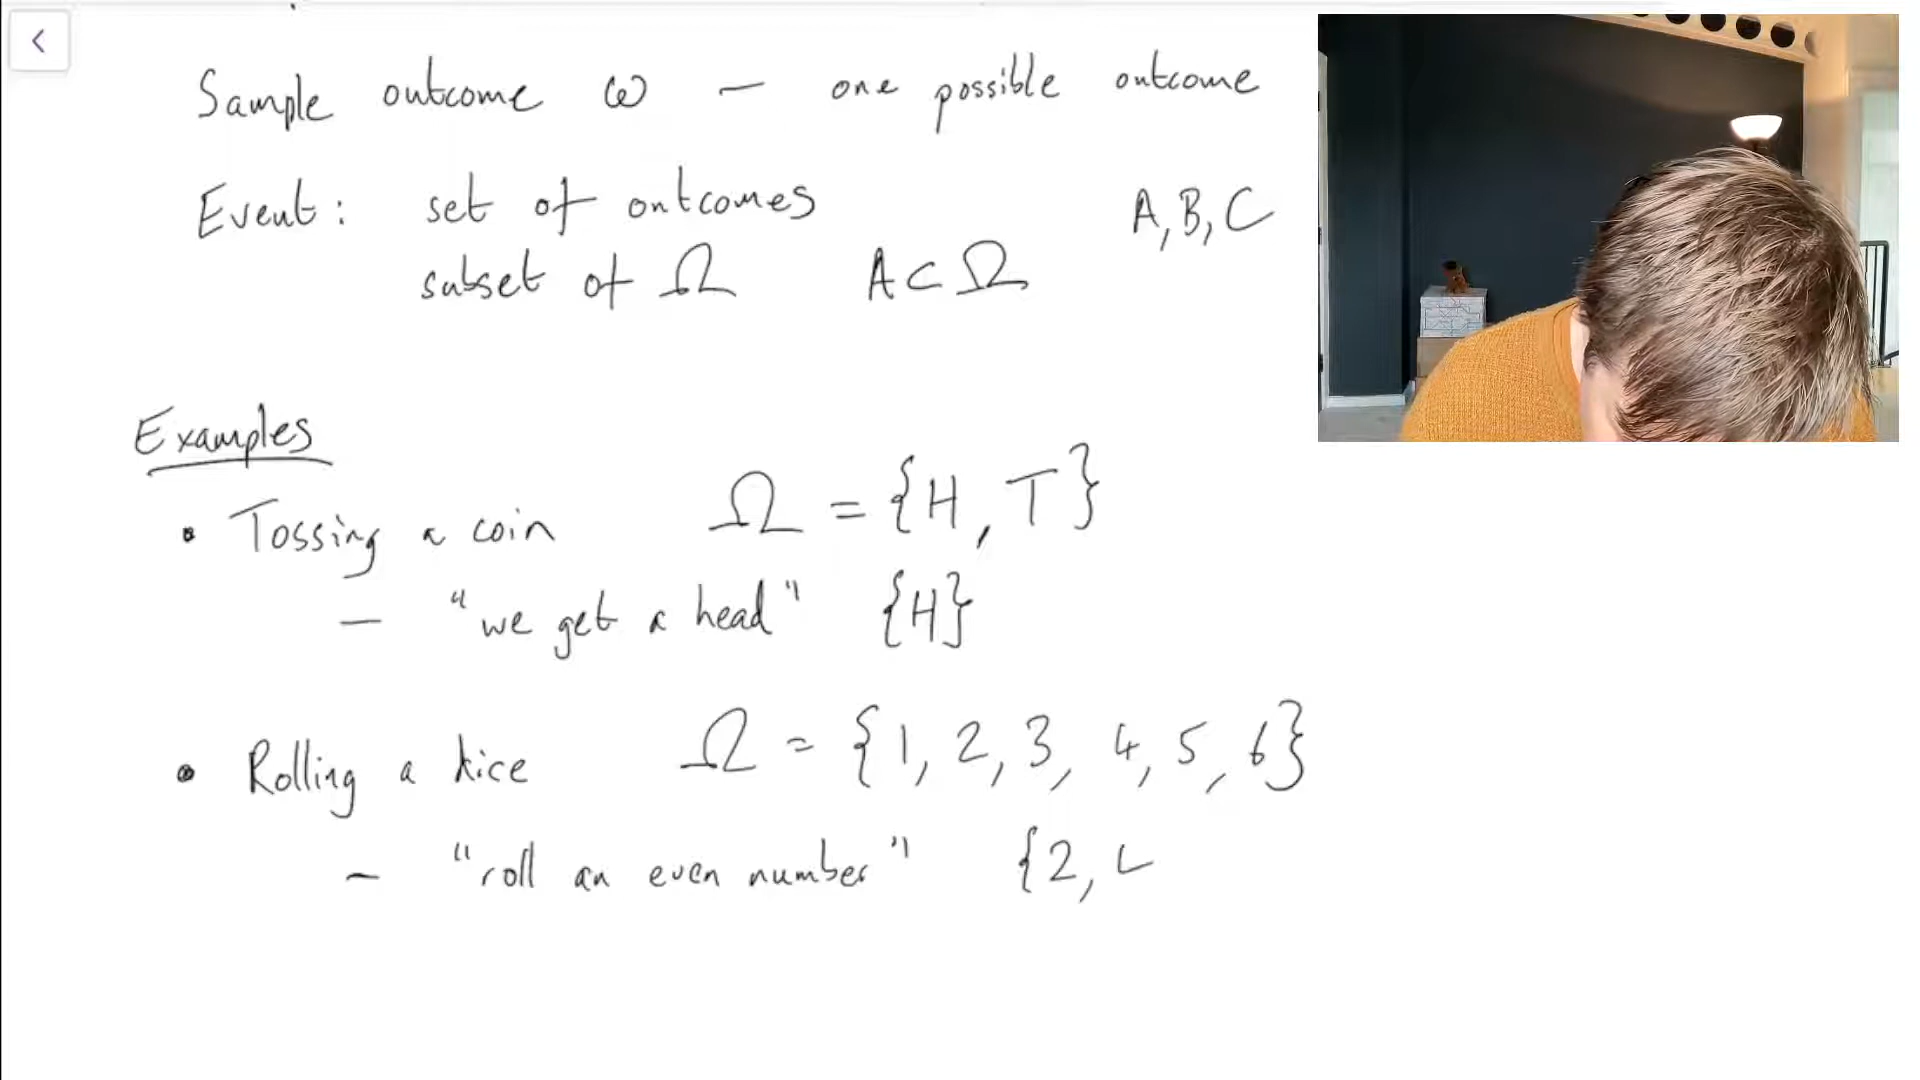 Sample outcome ω — one possible outcome
Event: set of outcomes A, B, C
subset of Ω A ⊂ Ω
Examples
• Tossing a coin Ω = {H, T}
— "we get a head" {H}
• Rolling a dice Ω = {1, 2, 3, 4, 5, 6}
— "roll an even number" {2,